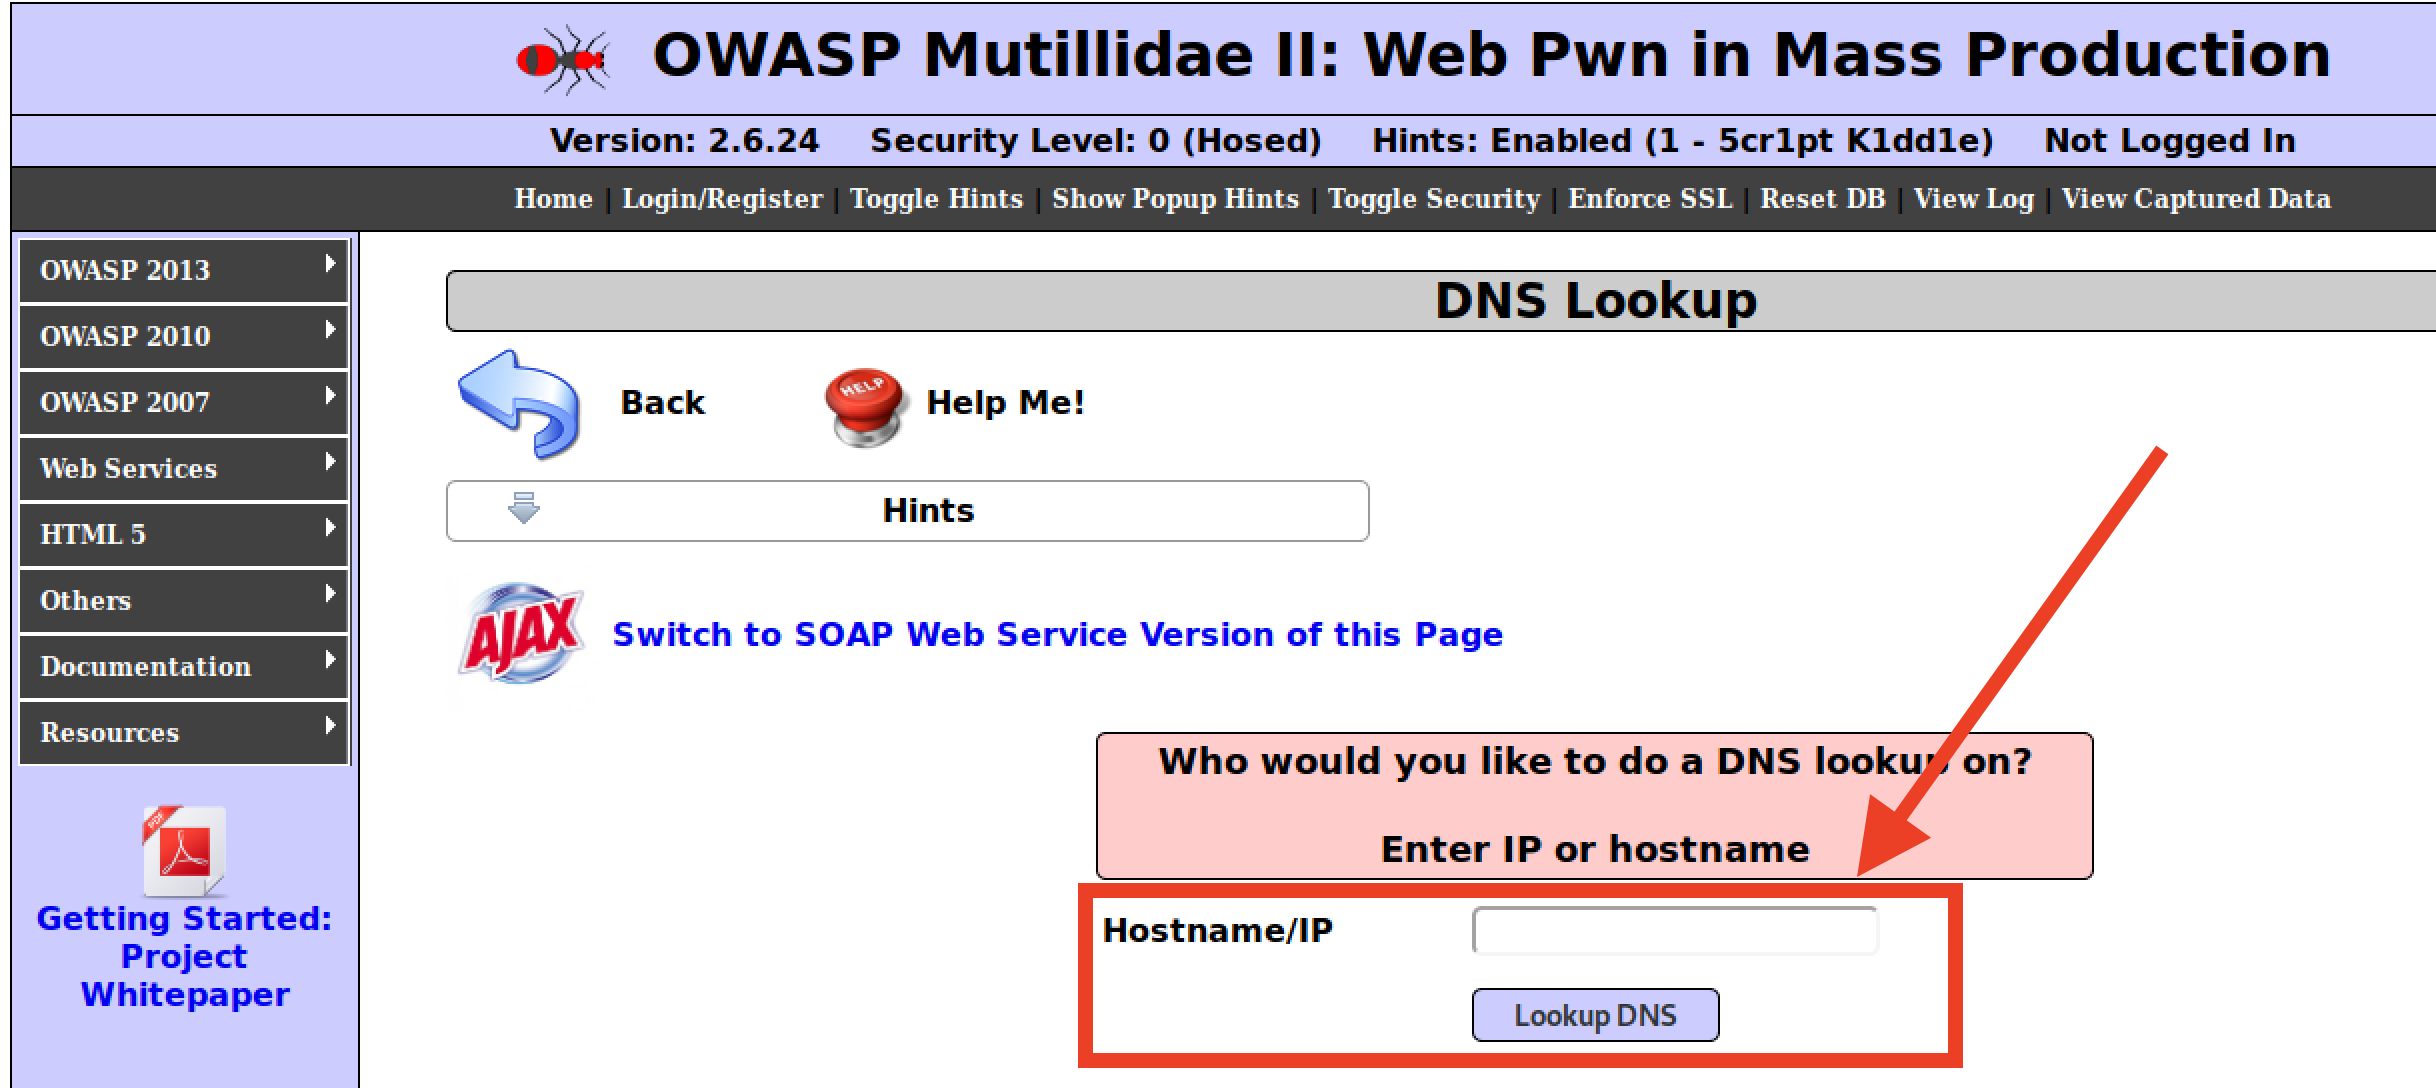 OWASP Mutillidae II: Web Pwn in Mass Production
Version: 2.6.24 Security Level: 0 (Hosed) Hints: Enabled (1 - 5cr1pt K1dd1e) Not Logged In
Home | Login/Register | Toggle Hints | Show Popup Hints | Toggle Security | Enforce SSL | Reset DB | View Log | View Captured Data
OWASP 2013
OWASP 2010
OWASP 2007
Web Services
HTML 5
Others
Documentation
Resources
PDF
Getting Started:
Project
Whitepaper
DNS Lookup
Back
HELP
Help Me!
Hints
AJAX
Switch to SOAP Web Service Version of this Page
Who would you like to do a DNS lookup on?
Enter IP or hostname
Hostname/IP
Lookup DNS